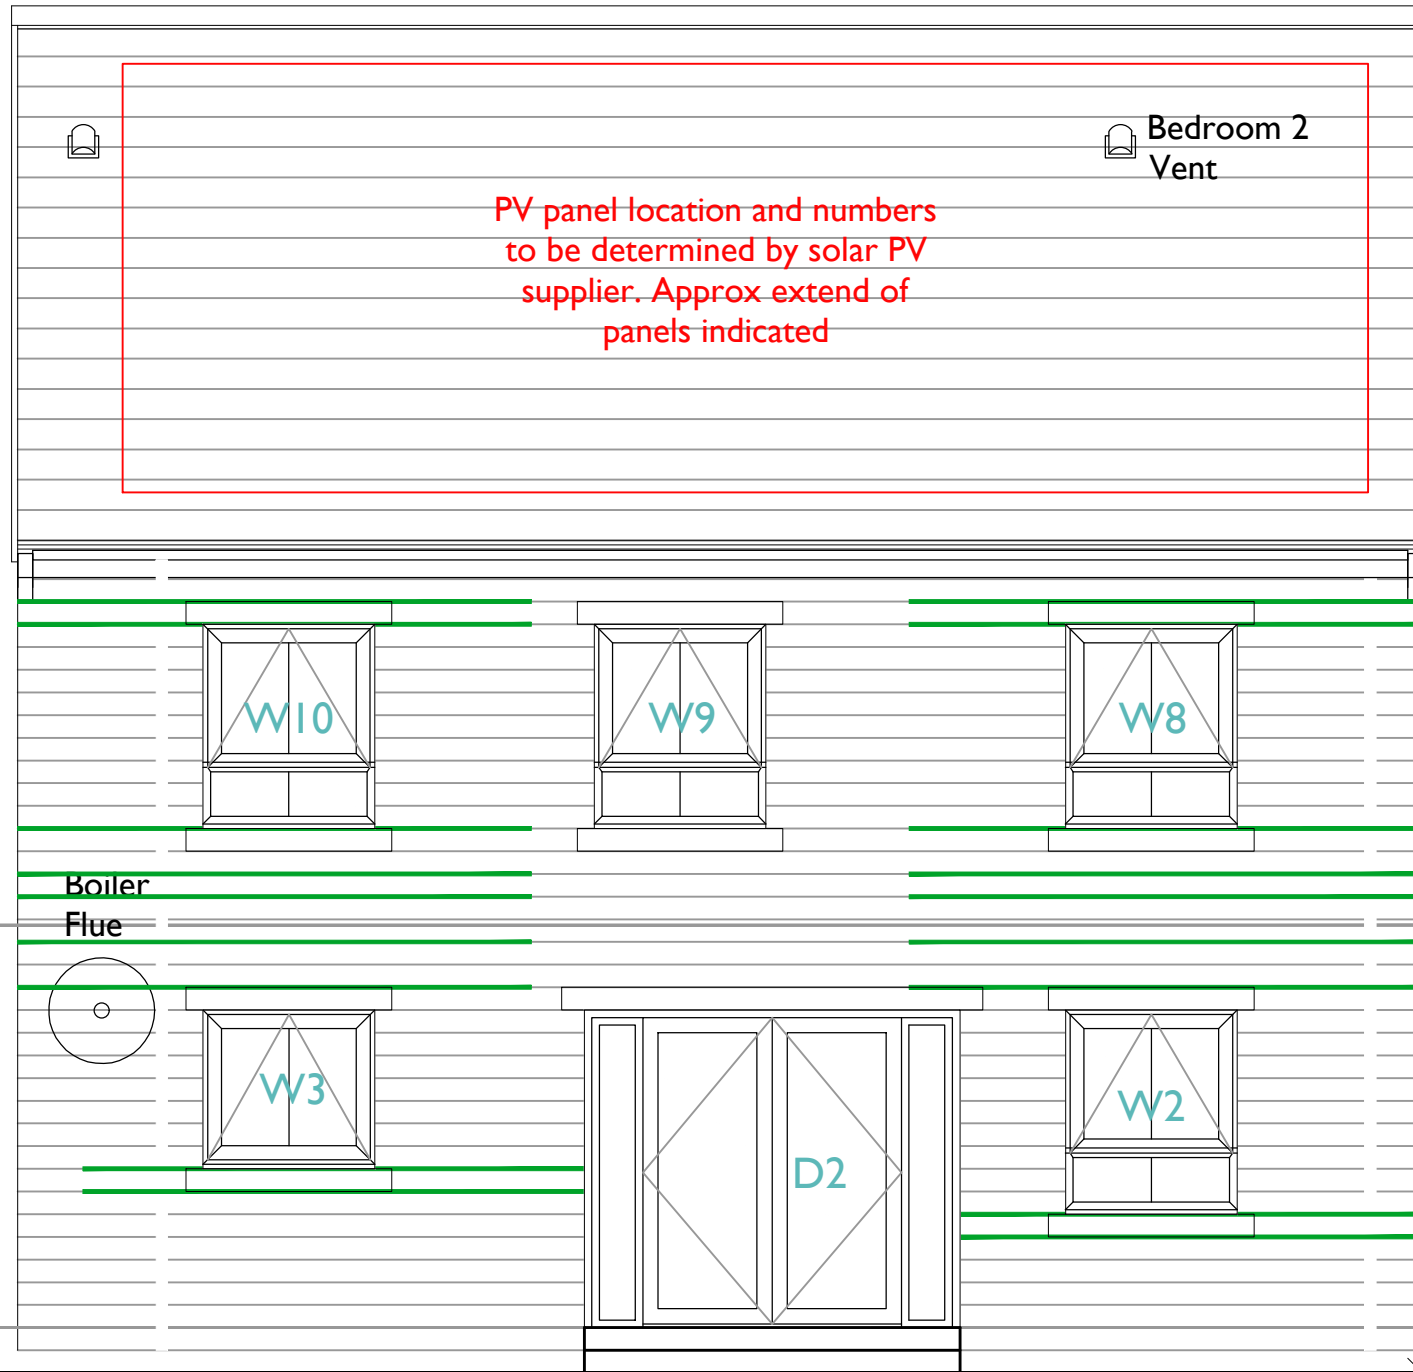 Bedroom 2
Vent
PV panel location and numbers
to be determined by solar PV
supplier. Approx extend of
panels indicated
W10
W9
W8
Boiler
Flue
W3
W2
D2